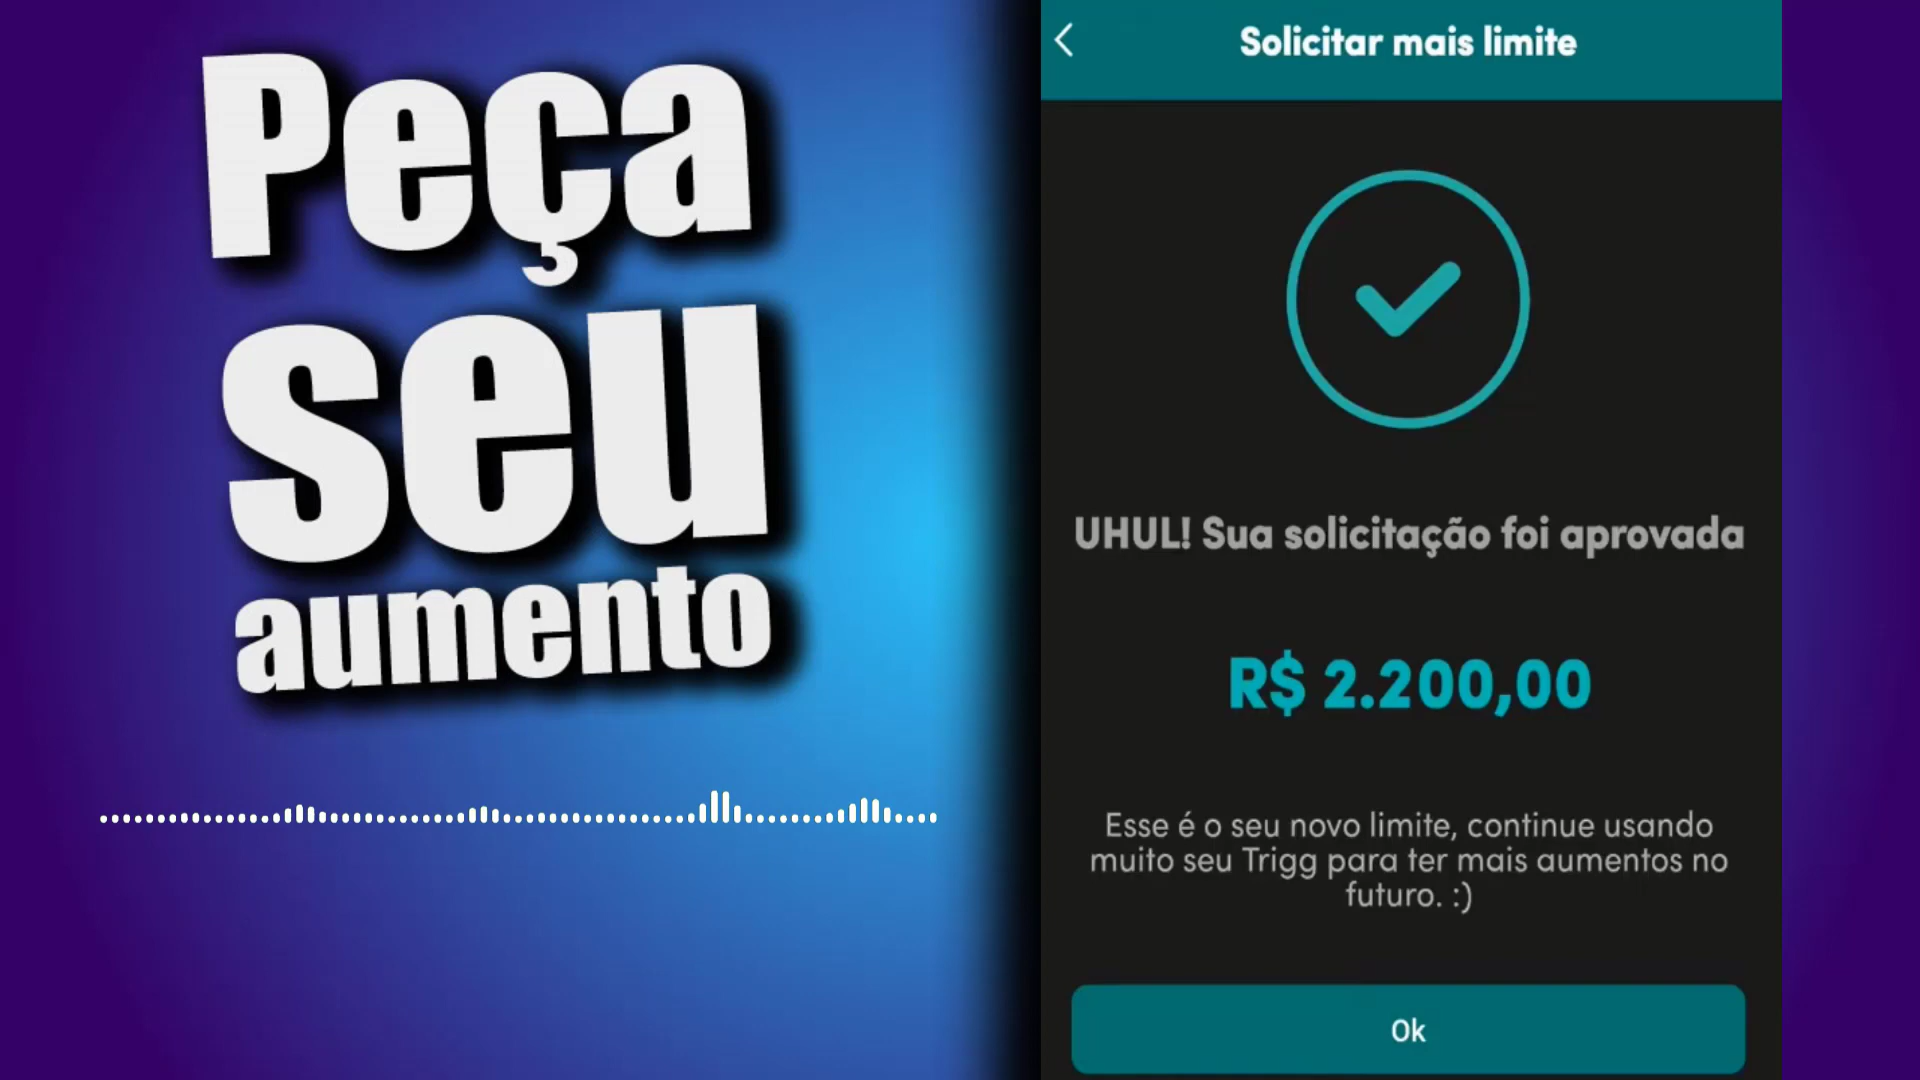 Peça
seu
aumento
Solicitar mais limite
UHUL! Sua solicitação foi aprovada
R$ 2.200,00
Esse é o seu novo limite, continue usando
muito seu Trigg para ter mais aumentos no
futuro. :)
Ok